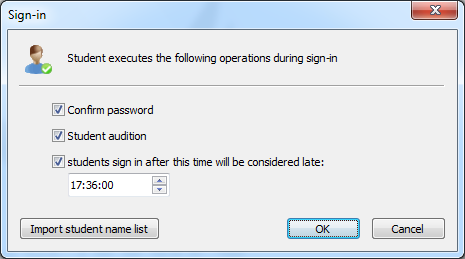 Sign-in
Student executes the following operations during sign-in
Confirm password
Student audition
students sign in after this time will be considered late:
17:36:00
Import student name list
OK
Cancel